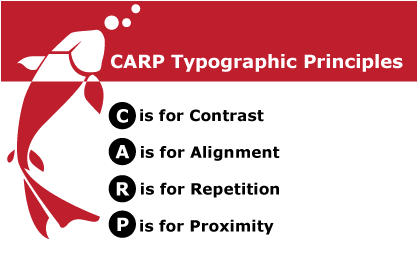 CARP Typographic Principles
C is for Contrast
A is for Alignment
R is for Repetition
P is for Proximity